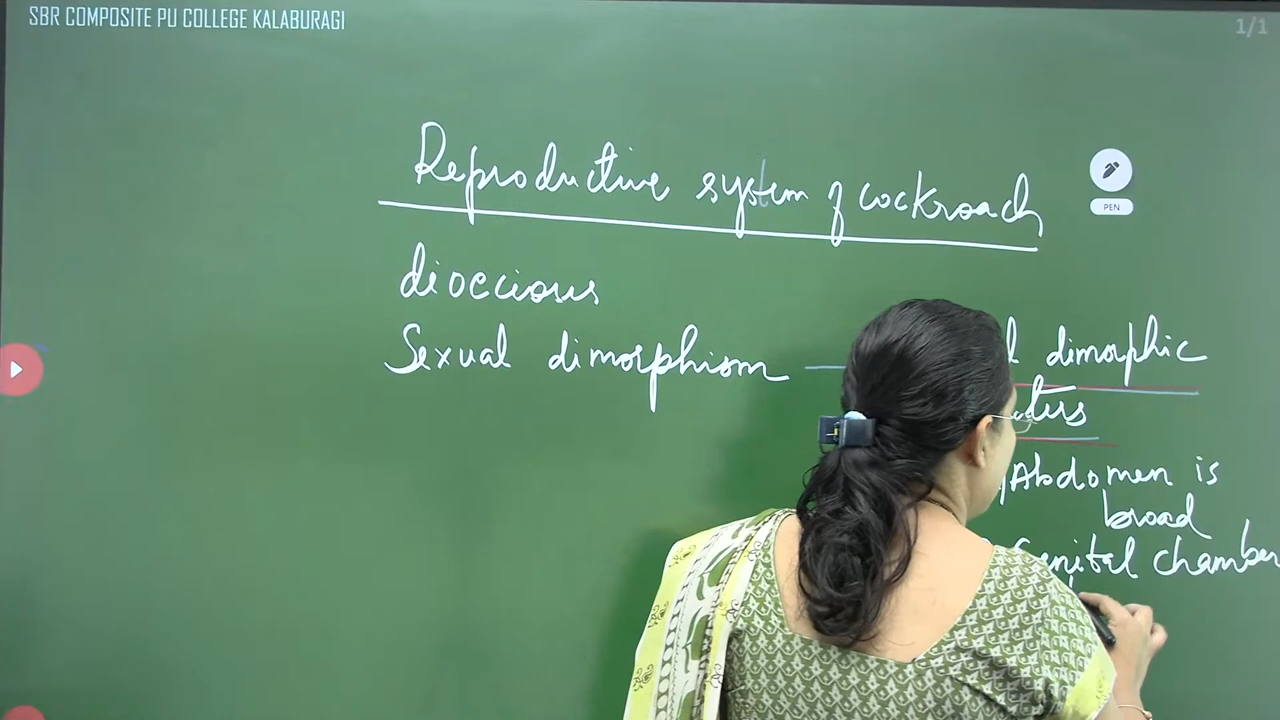 SBR COMPOSITE PU COLLEGE KALABURAGI
1/1
Reproductive system of cockroach
PEN
dioecious
Sexual dimorphism
dimorphic
Abdomen is
broad
Genital chamber